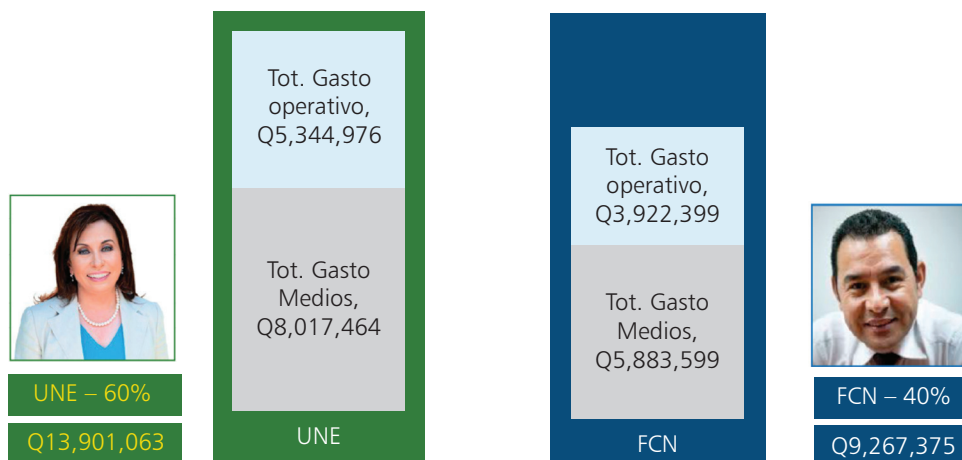 Tot. Gasto
operativo,
Q5,344,976
Tot. Gasto
Medios,
Q8,017,464
UNE
UNE – 60%
Q13,901,063
Tot. Gasto
operativo,
Q3,922,399
Tot. Gasto
Medios,
Q5,883,599
FCN
FCN – 40%
Q9,267,375